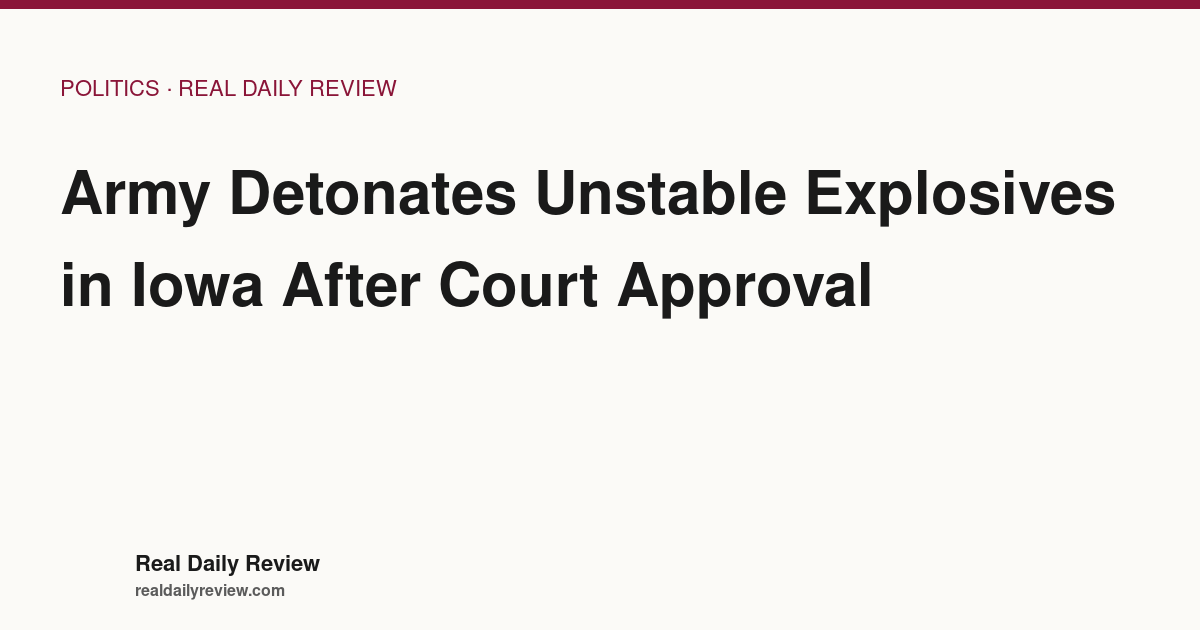 POLITICS · REAL DAILY REVIEW
Army Detonates Unstable Explosives
in Iowa After Court Approval
Real Daily Review
realdailyreview.com